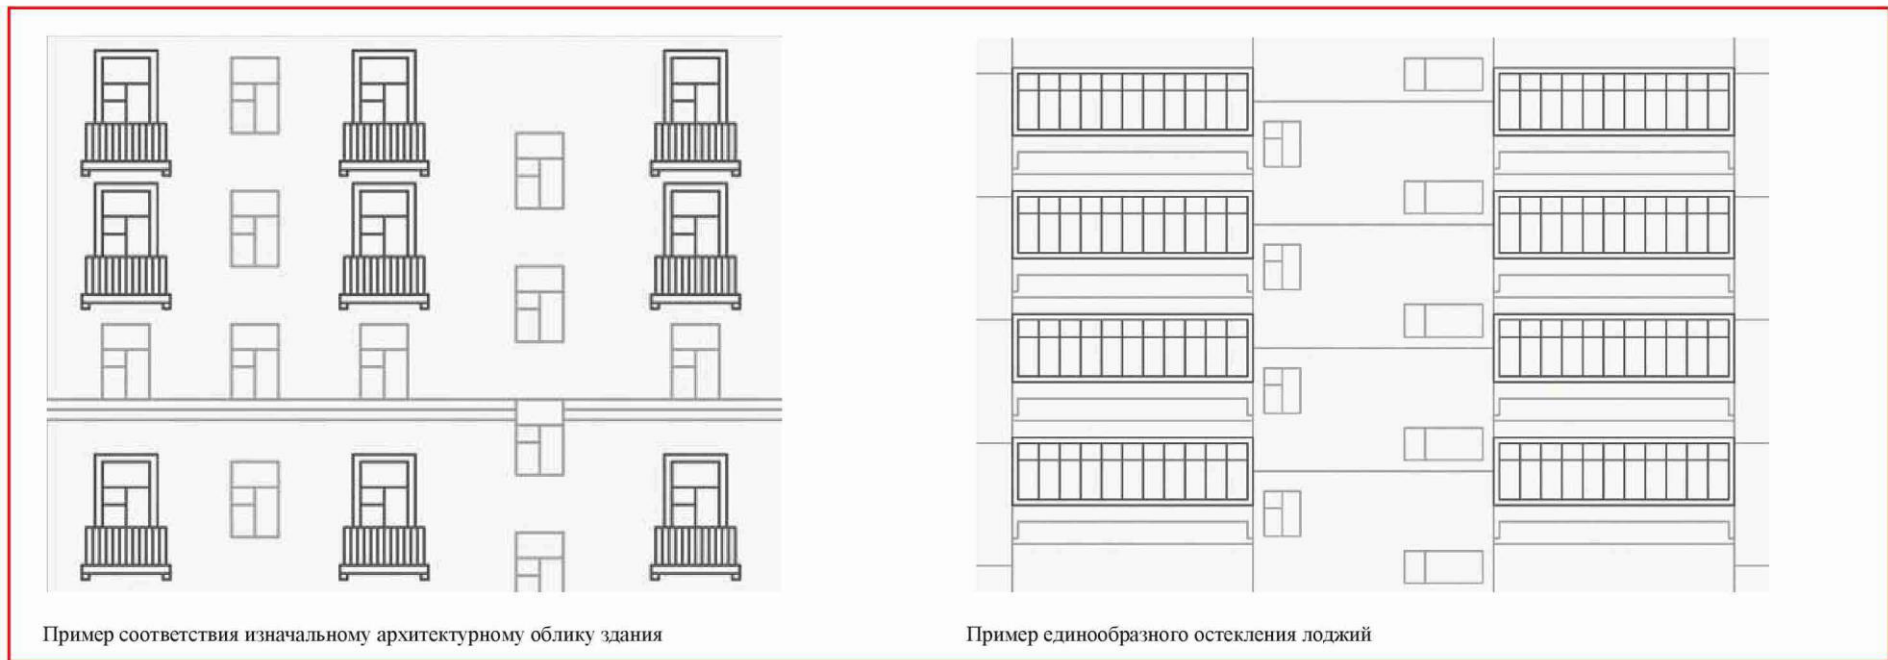 Пример соответствия изначальному архитектурному облику здания
Пример единообразного остекления лоджий